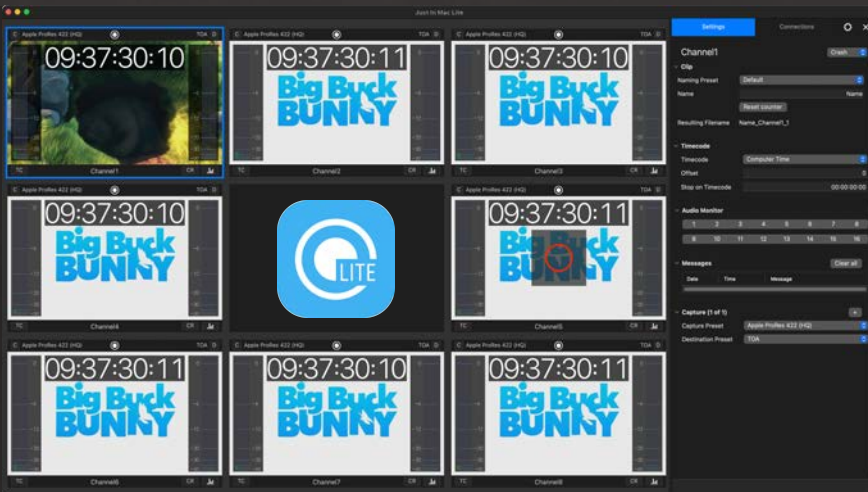 Just In Mac Lite
C Apple ProRes 422 (HQ) TOA D
09:37:30:10
TC Channel1 CR
C Apple ProRes 422 (HQ) TOA D
09:37:30:11
Big Buck
BUNNY
TC Channel2 CR
C Apple ProRes 422 (HQ) TOA D
09:37:30:10
Big Buck
BUNNY
TC Channel3 CR
C Apple ProRes 422 (HQ) TOA D
09:37:30:10
Big Buck
BUNNY
TC Channel4 CR
LITE
C Apple ProRes 422 (HQ) TOA D
09:37:30:11
Big Buck
BUNNY
TC Channel5 CR
C Apple ProRes 422 (HQ) TOA D
09:37:30:11
Big Buck
BUNNY
TC Channel6 CR
C Apple ProRes 422 (HQ) TOA D
09:37:30:10
Big Buck
BUNNY
TC Channel7 CR
C Apple ProRes 422 (HQ) TOA D
09:37:30:11
Big Buck
BUNNY
TC Channel8 CR
Settings Connections
Channel1 Crash
Clip
Naming Preset Default
Name Name
Reset counter
Resulting Filename Name_Channel1_1
Timecode
Timecode Computer Time
Offset 0
Stop on Timecode 00:00:00:00
Audio Monitor
1 2 3 4 5 6 7 8
9 10 11 12 13 14 15 16
Messages Clear all
Date Time Message
Capture (1 of 1) +
Capture Preset Apple ProRes 422 (HQ)
Destination Preset TOA